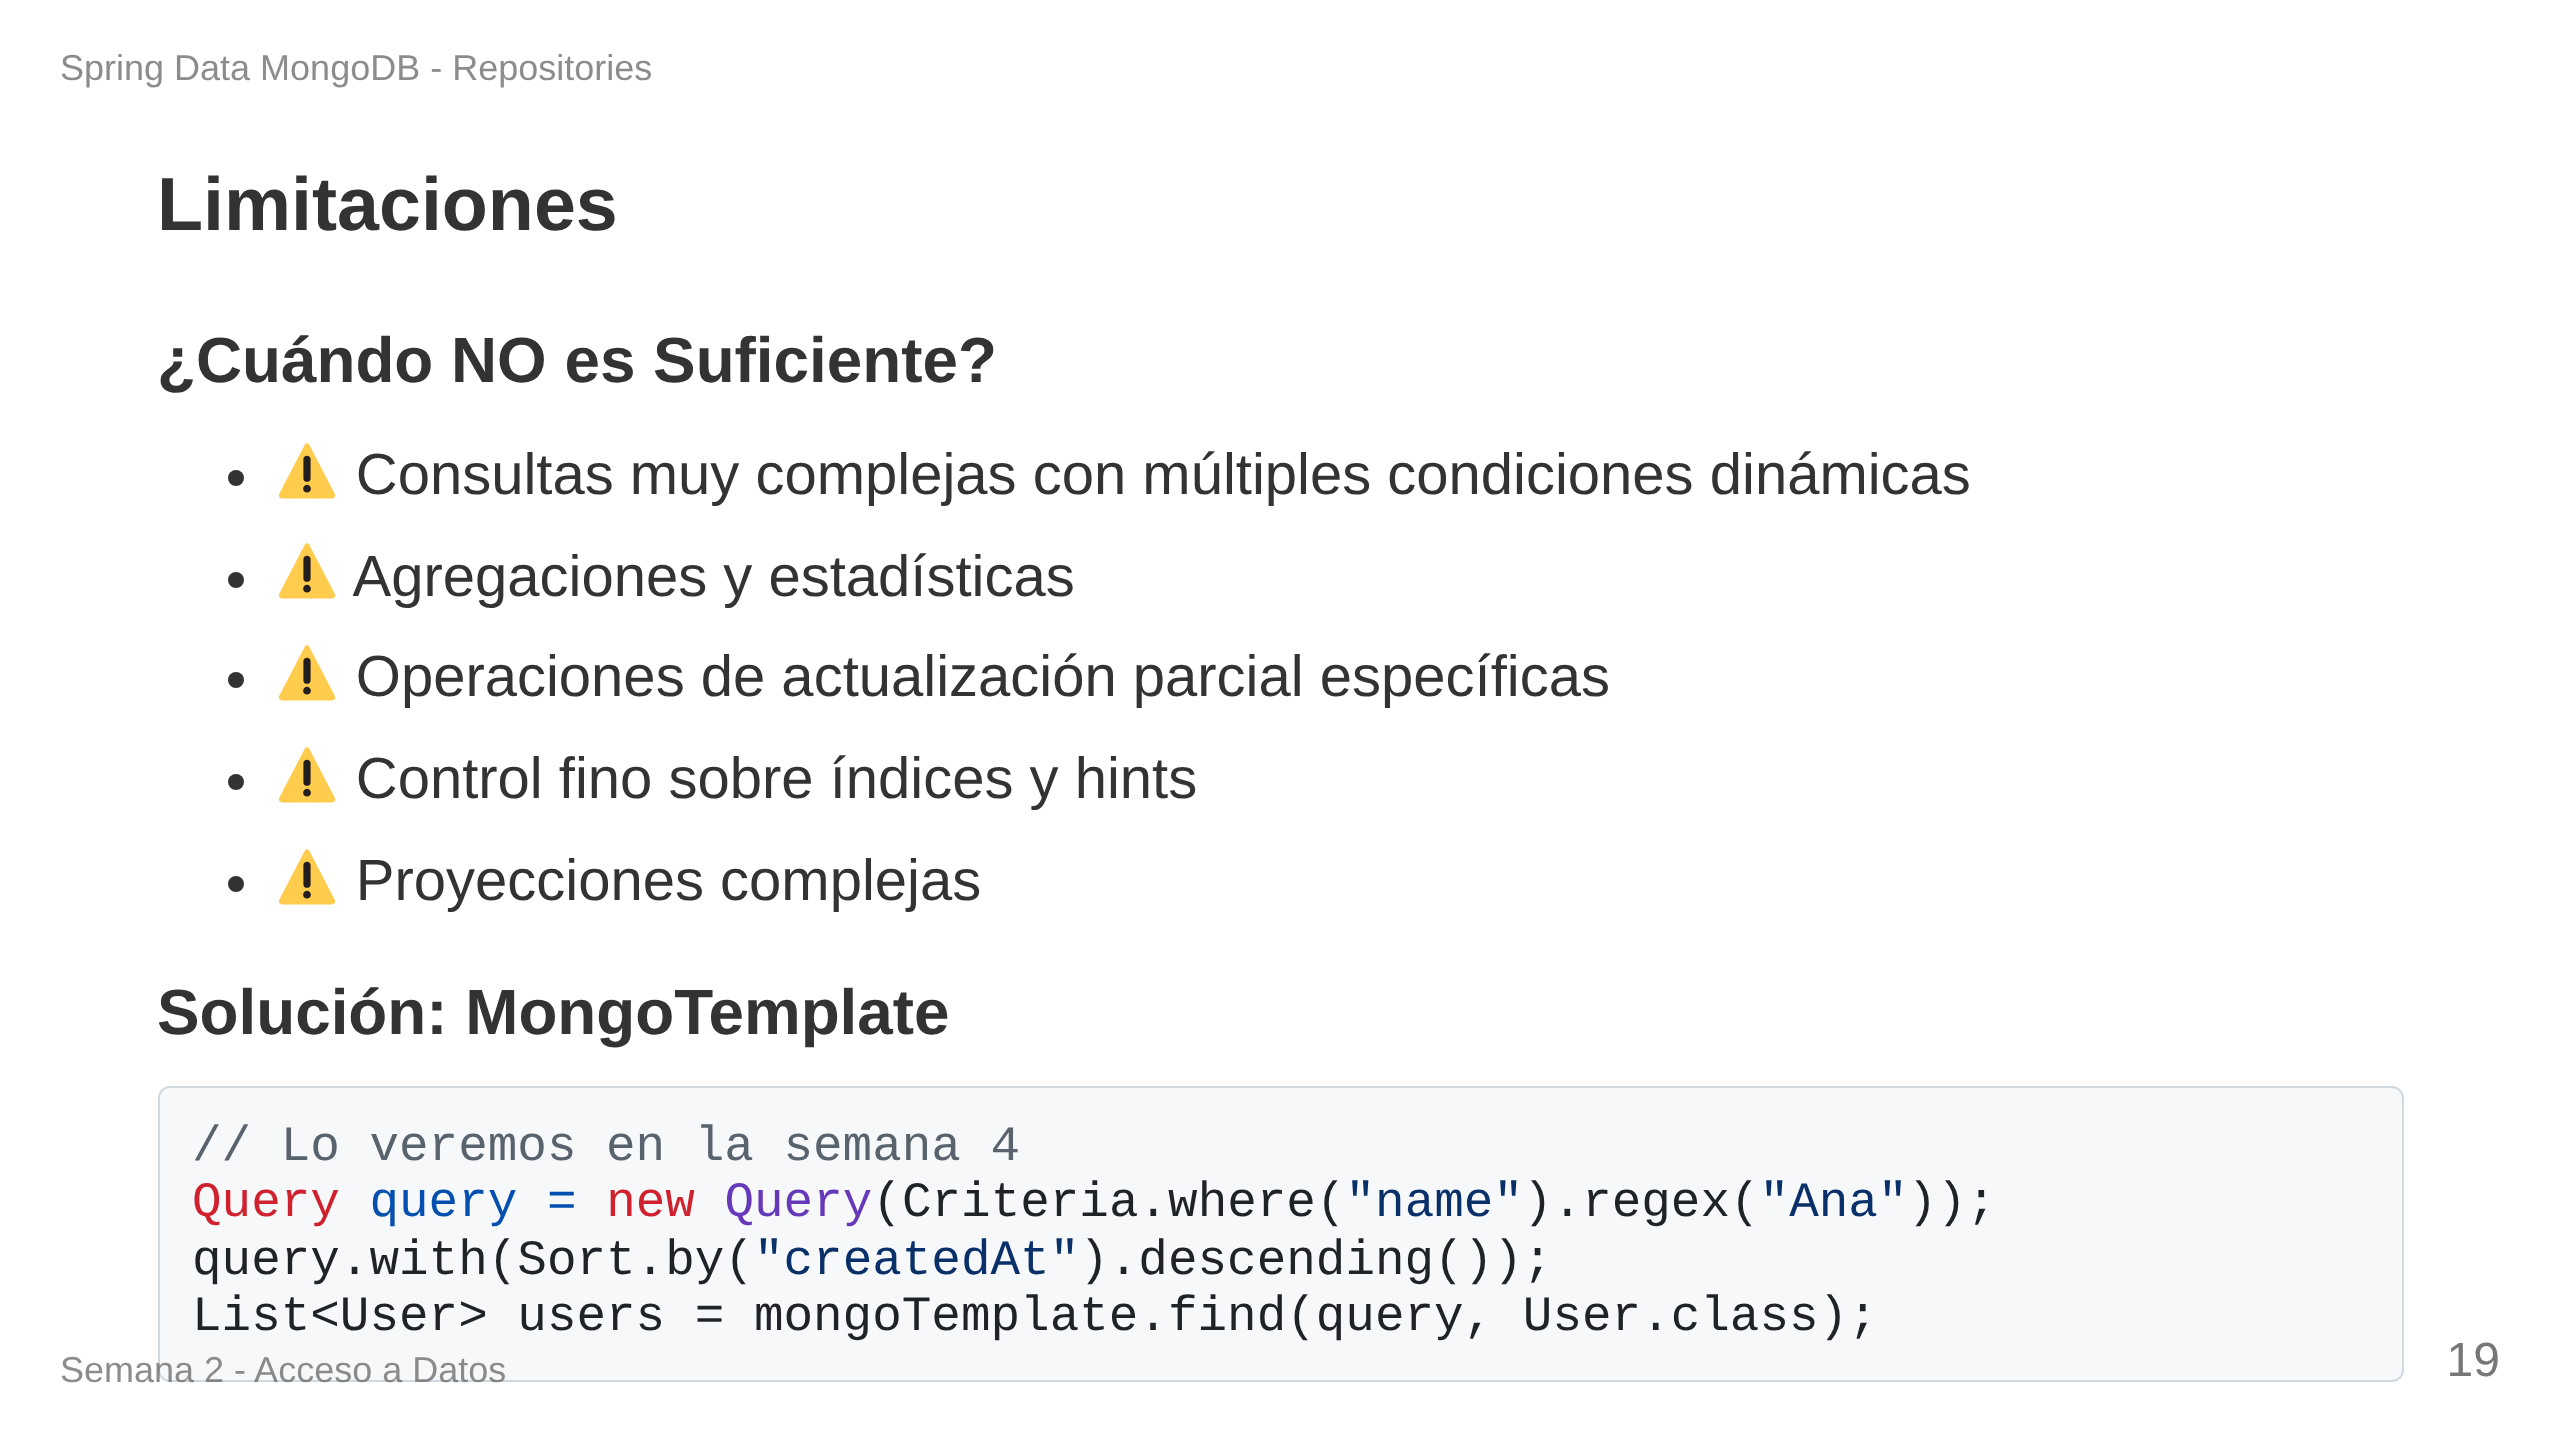 Spring Data MongoDB - Repositories
Limitaciones
¿Cuándo NO es Suficiente?
• ⚠️ Consultas muy complejas con múltiples condiciones dinámicas
• ⚠️ Agregaciones y estadísticas
• ⚠️ Operaciones de actualización parcial específicas
• ⚠️ Control fino sobre índices y hints
• ⚠️ Proyecciones complejas
Solución: MongoTemplate
// Lo veremos en la semana 4
Query query = new Query(Criteria.where("name").regex("Ana"));
query.with(Sort.by("createdAt").descending());
List<User> users = mongoTemplate.find(query, User.class);
Semana 2 - Acceso a Datos
19